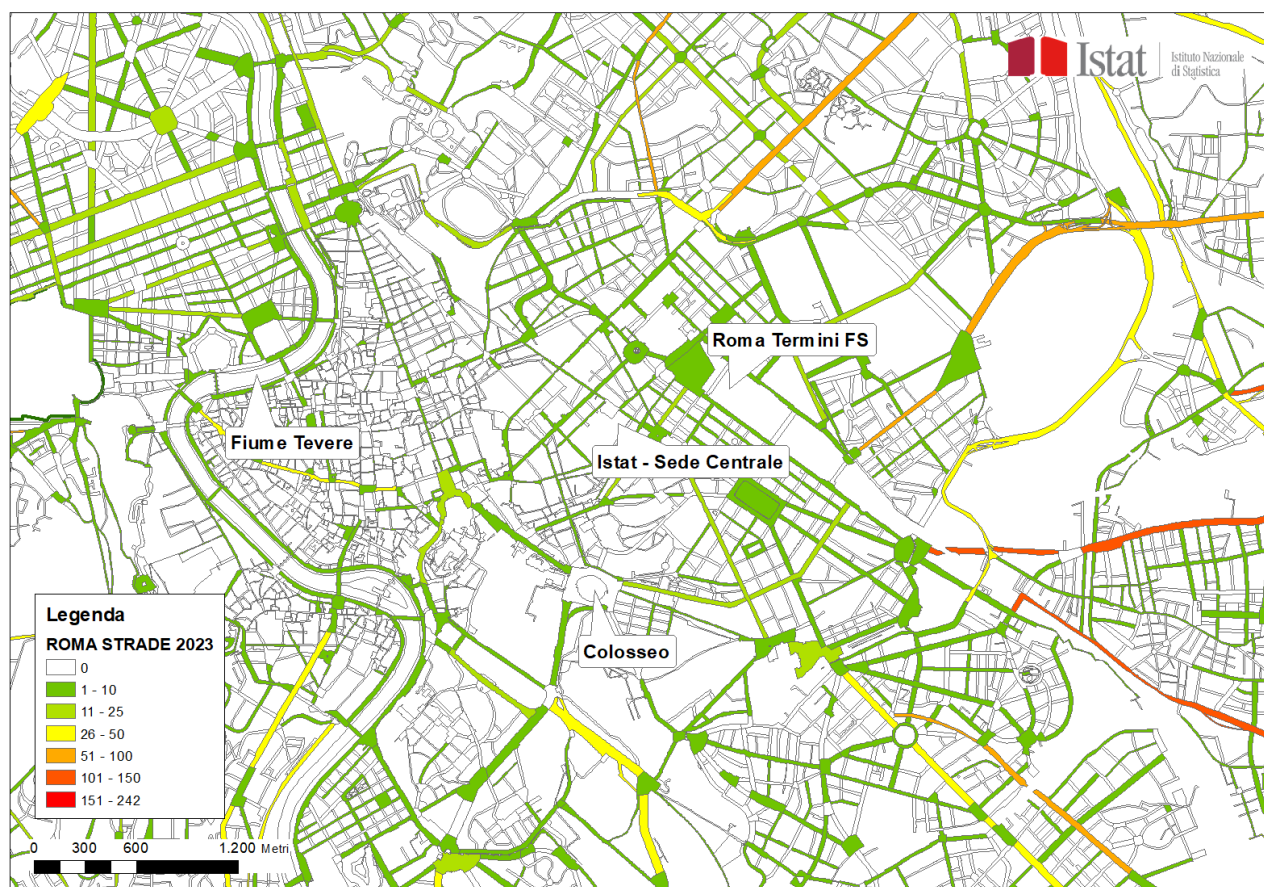 Istat
Istituto Nazionale
di Statistica
Roma Termini FS
Fiume Tevere
Istat - Sede Centrale
Colosseo
Legenda
ROMA STRADE 2023
0
1 - 10
11 - 25
26 - 50
51 - 100
101 - 150
151 - 242
0 300 600 1.200 Metri